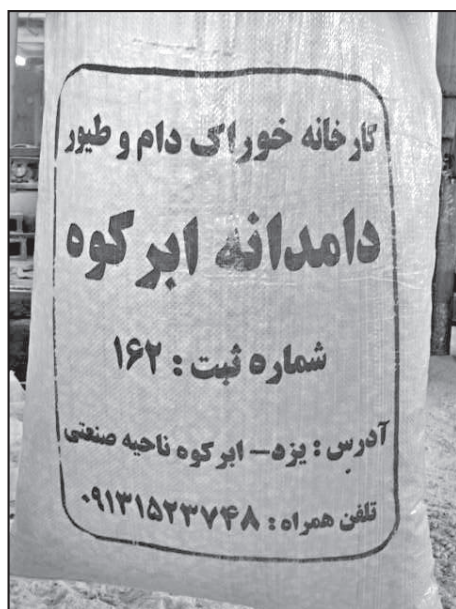 کارخانه خوراک دام و طیور
دامدانه ابرکوه
شماره ثبت : ۱۶۲
آدرس : یزد – ابرکوه ناحیه صنعتی
تلفن همراه : ۰۹۱۳۱۵۲۳۷۴۸